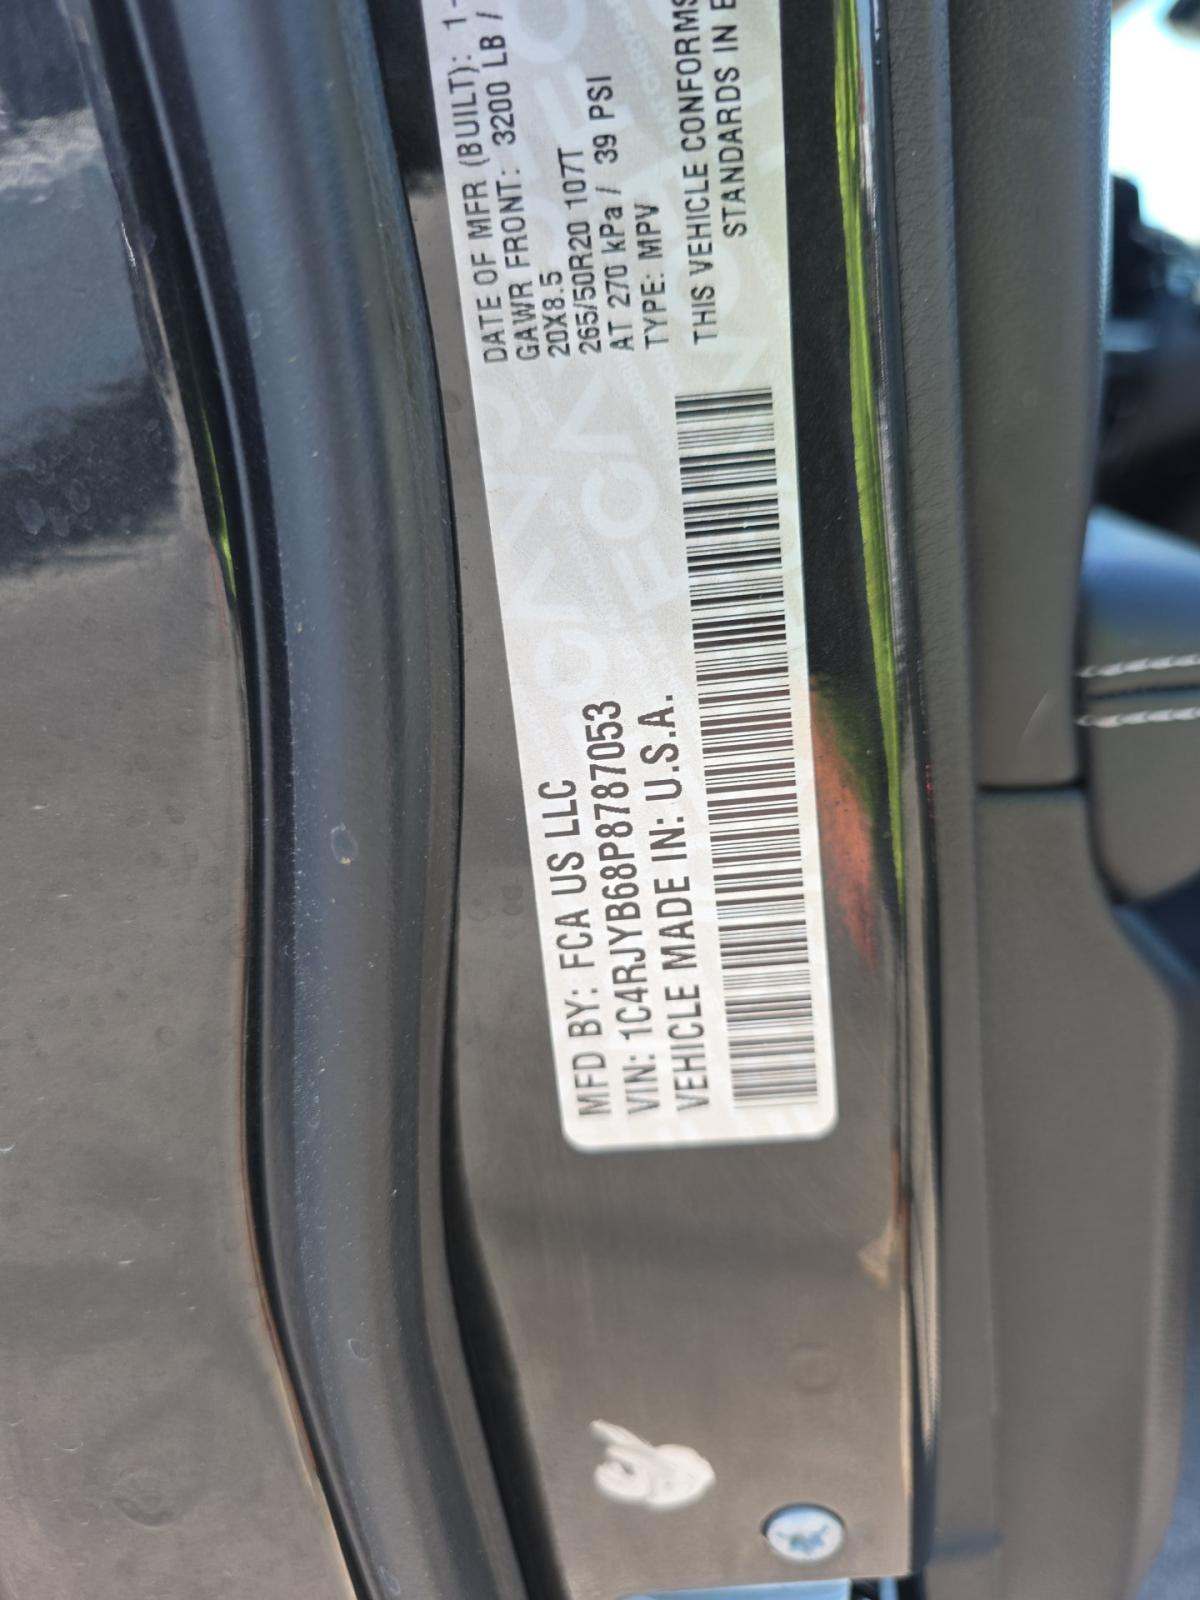 MFD BY: FCA US LLC
VIN: 1C4RJYB68P8787053
VEHICLE MADE IN: U.S.A.
DATE OF MFR (BUILT): 1-
GAWR FRONT: 3200 LB /
20X8.5
265/50R20 107T
AT 270 kPa / 39 PSI
TYPE: MPV
THIS VEHICLE CONFORMS
STANDARDS IN